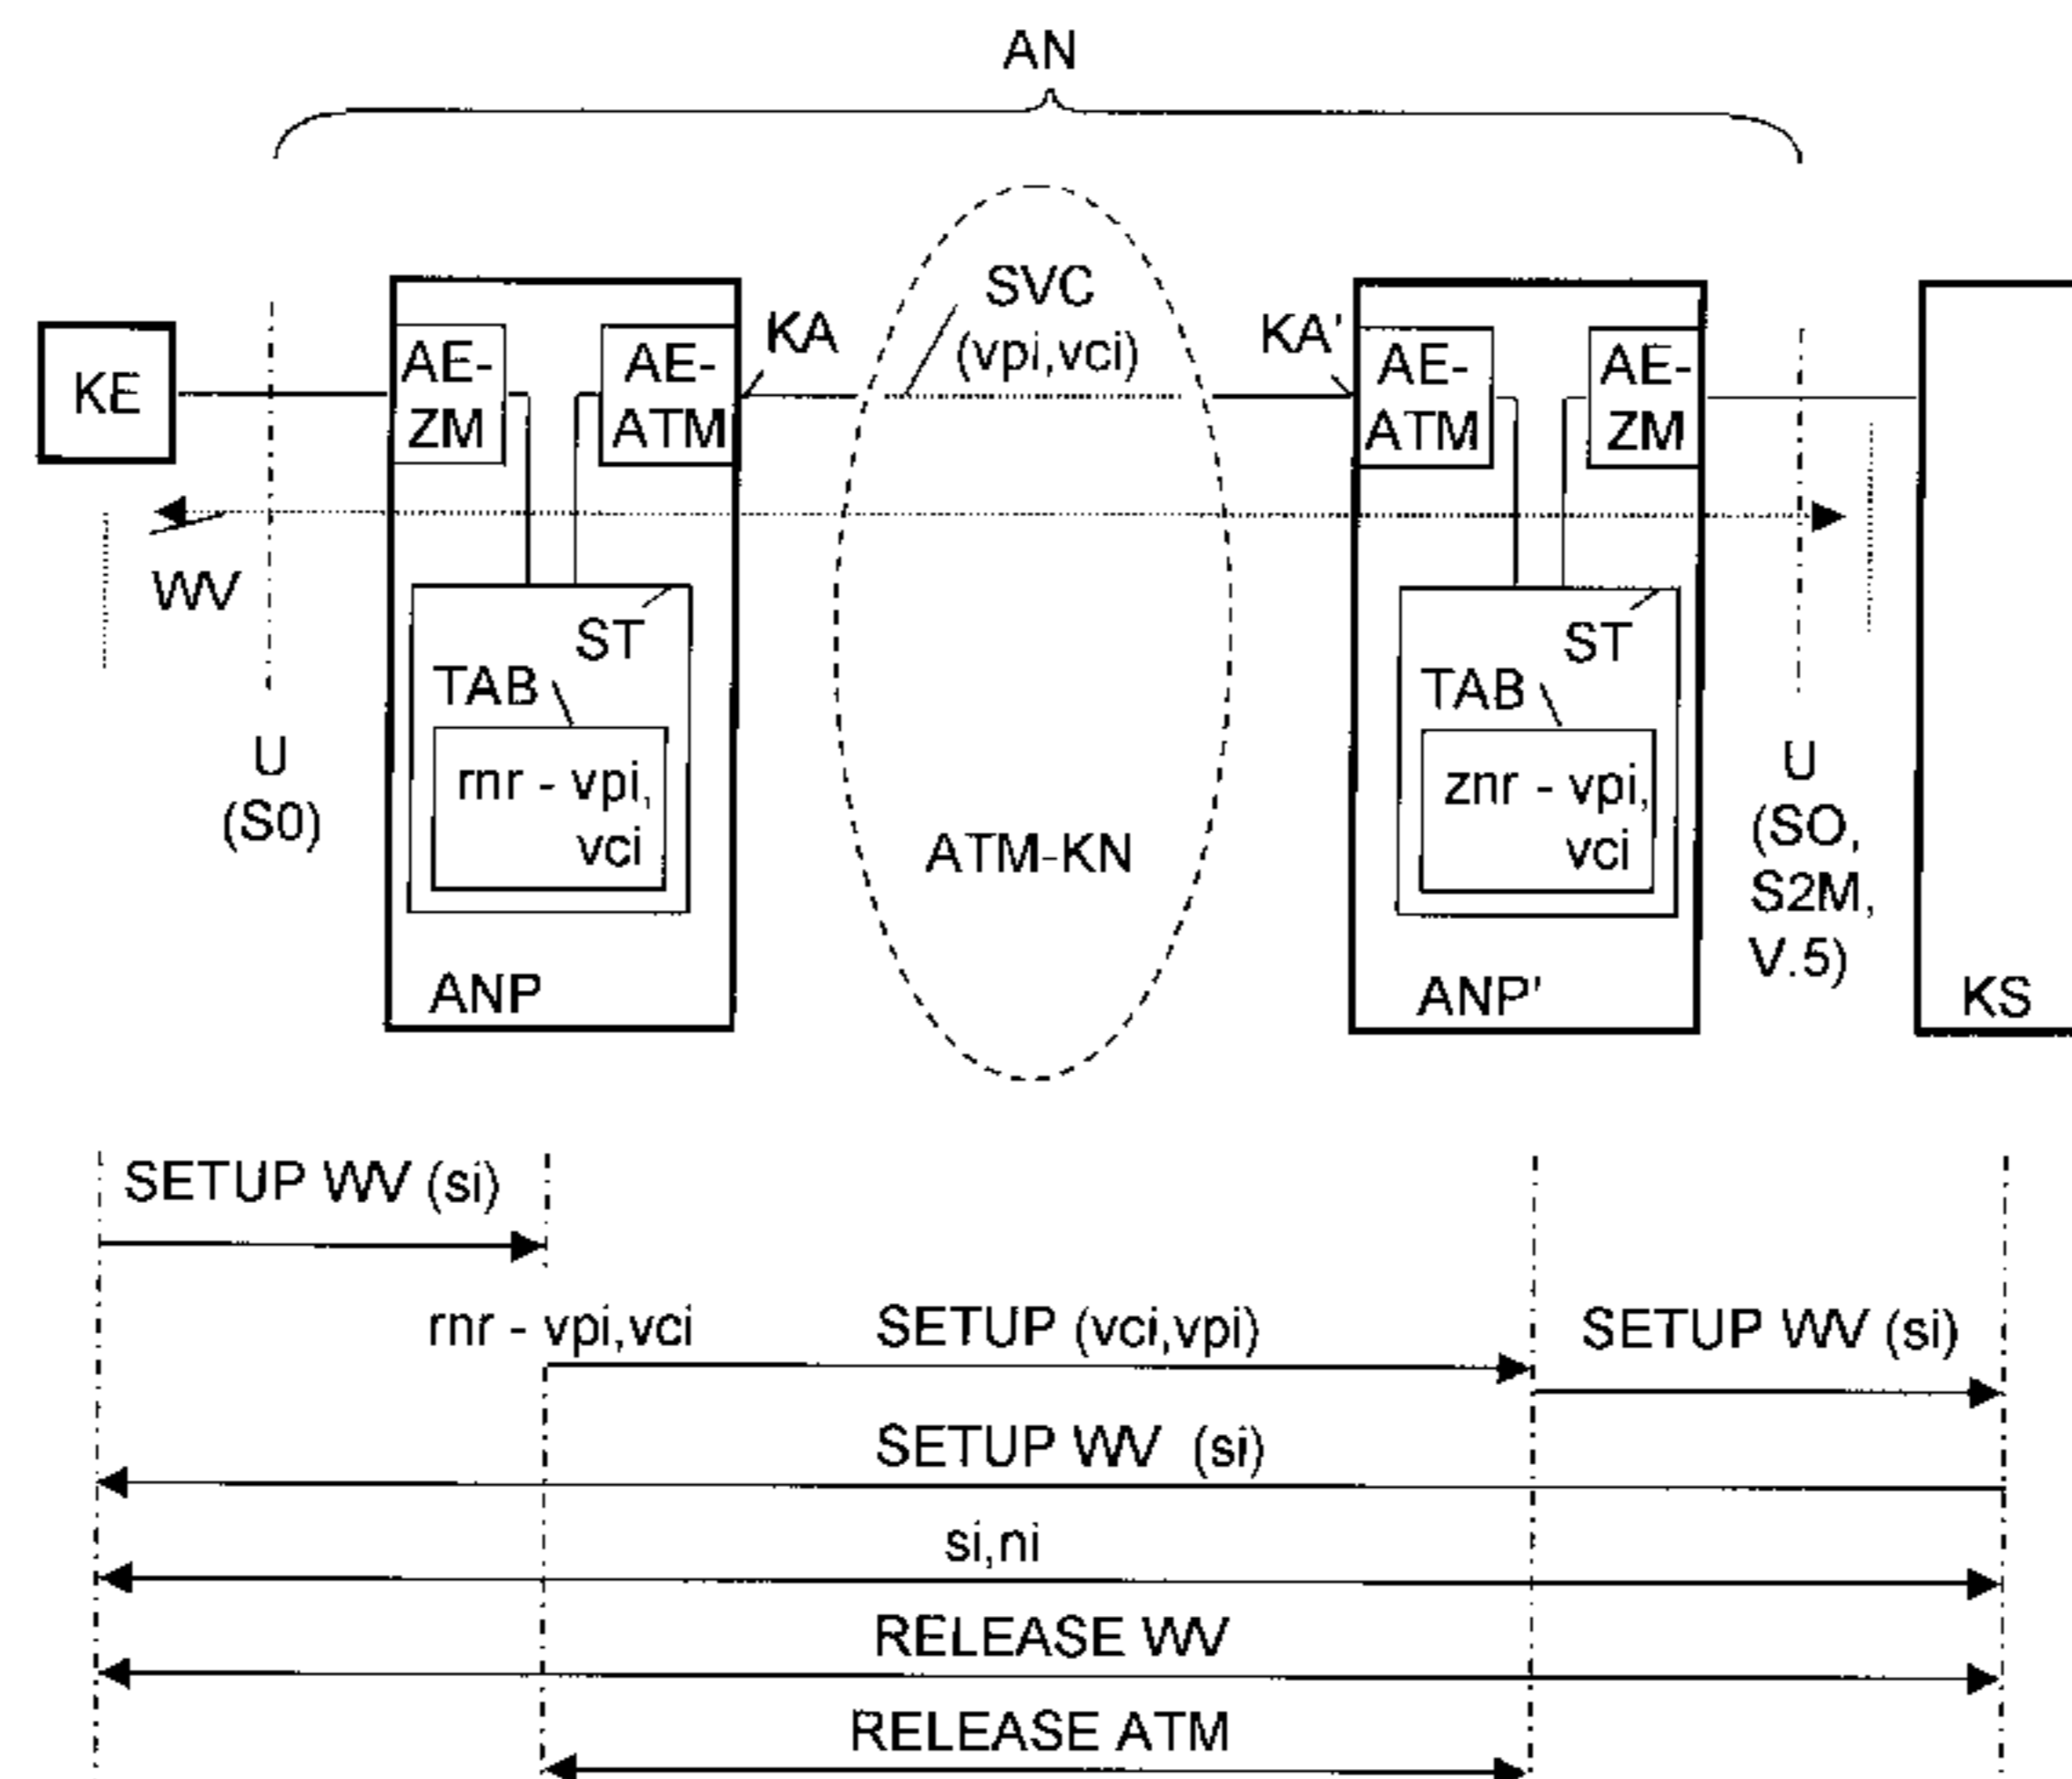 AN
SVC
(vpi,vci)
KA
KA'
KE
AE-
ZM
AE-
ATM
AE-
ATM
AE-
ZM
WV
ST
TAB
rnr - vpi,
vci
ST
TAB
znr - vpi,
vci
U
(S0)
ATM-KN
U
(SO,
S2M,
V.5)
ANP
ANP'
KS
SETUP WV (si)
rnr - vpi,vci
SETUP (vci,vpi)
SETUP WV (si)
SETUP WV (si)
si,ni
RELEASE WV
RELEASE ATM